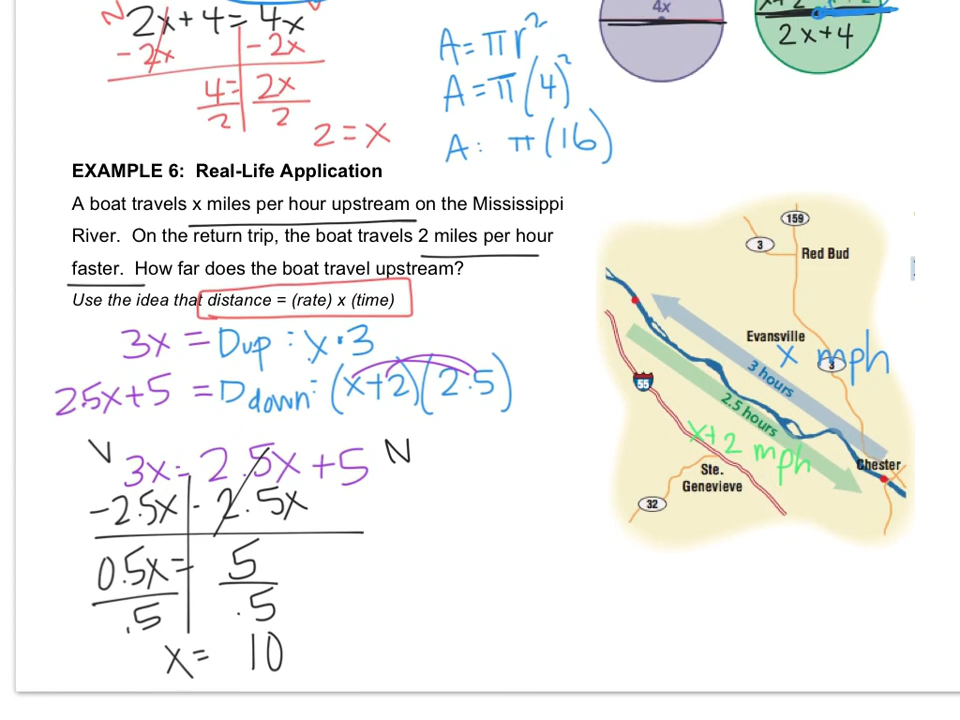 N 2x + 4 = 4x V
- 2x - 2x
4 = 2x
2 2
2 = x
A = πr²
A = π(4)²
A: π(16)
4x
2x+4
EXAMPLE 6: Real-Life Application
A boat travels x miles per hour upstream on the Mississippi
River. On the return trip, the boat travels 2 miles per hour
faster. How far does the boat travel upstream?
Use the idea that distance = (rate) x (time)
3x = Dup : x·3
2.5x+5 = Ddown: (x+2)(2.5)
V 3x = 2.5x + 5 N
-2.5x - 2.5x
0.5x = 5
.5 .5
x = 10
159
3
Red Bud
Evansville
x mph
3
3 hours
55
2.5 hours
x+2 mph
Chester
Ste.
Genevieve
32